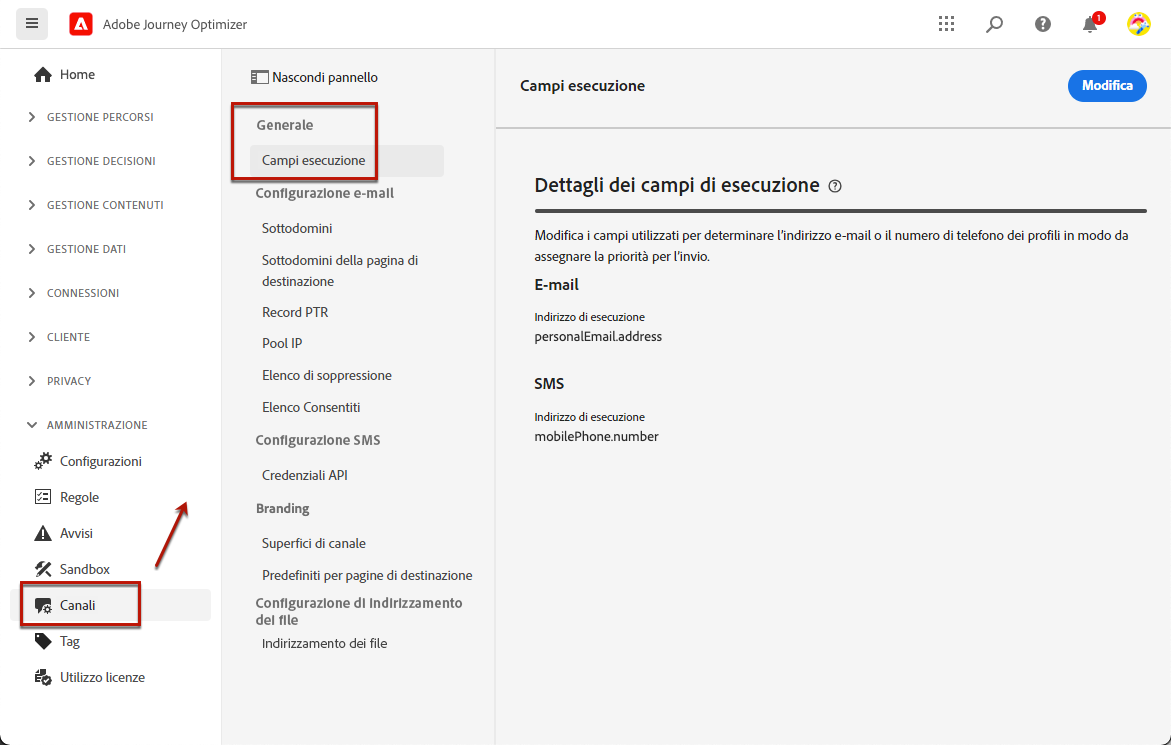 Adobe Journey Optimizer
1
Home
GESTIONE PERCORSI
GESTIONE DECISIONI
GESTIONE CONTENUTI
GESTIONE DATI
CONNESSIONI
CLIENTE
PRIVACY
AMMINISTRAZIONE
Configurazioni
Regole
Avvisi
Sandbox
Canali
Tag
Utilizzo licenze
Nascondi pannello
Generale
Campi esecuzione
Configurazione e-mail
Sottodomini
Sottodomini della pagina di
destinazione
Record PTR
Pool IP
Elenco di soppressione
Elenco Consentiti
Configurazione SMS
Credenziali API
Branding
Superfici di canale
Predefiniti per pagine di destinazione
Configurazione di indirizzamento
dei file
Indirizzamento dei file
Campi esecuzione
Modifica
Dettagli dei campi di esecuzione
Modifica i campi utilizzati per determinare l’indirizzo e-mail o il numero di telefono dei profili in modo da
assegnare la priorità per l’invio.
E-mail
Indirizzo di esecuzione
personalEmail.address
SMS
Indirizzo di esecuzione
mobilePhone.number